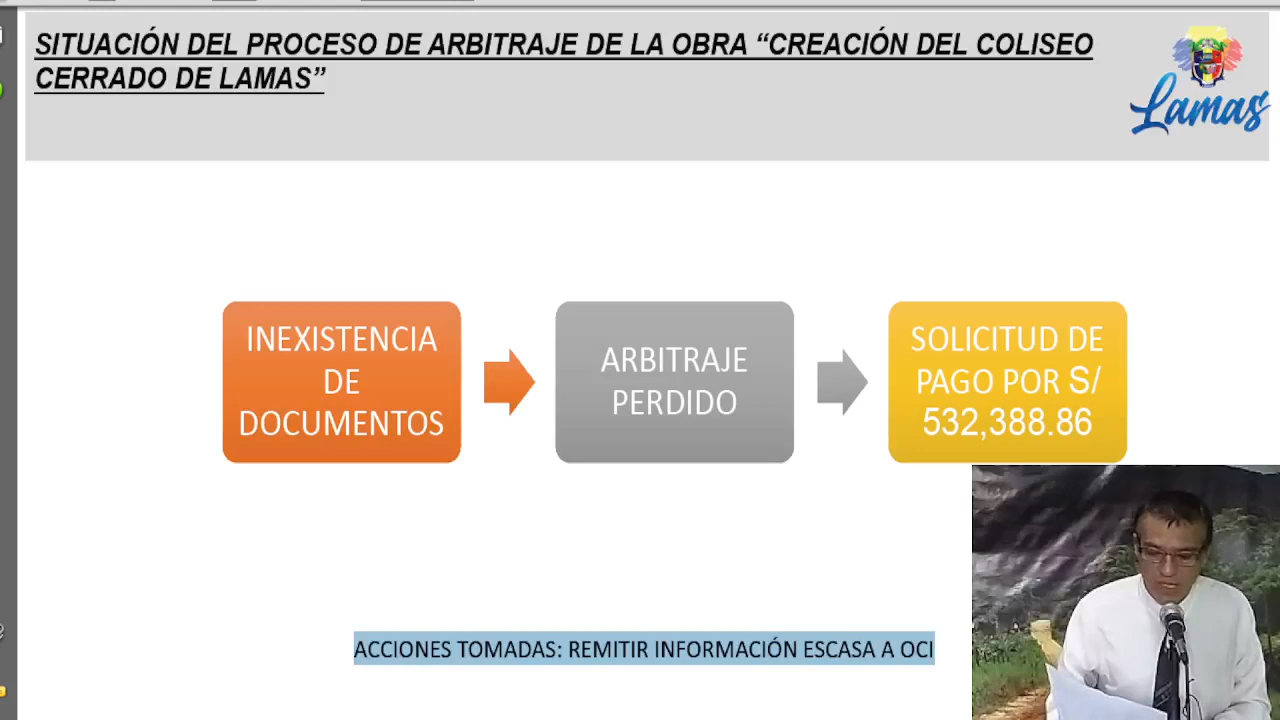 SITUACIÓN DEL PROCESO DE ARBITRAJE DE LA OBRA “CREACIÓN DEL COLISEO
CERRADO DE LAMAS”
Lamas
INEXISTENCIA
DE
DOCUMENTOS
ARBITRAJE
PERDIDO
SOLICITUD DE
PAGO POR S/
532,388.86
ACCIONES TOMADAS: REMITIR INFORMACIÓN ESCASA A OCI